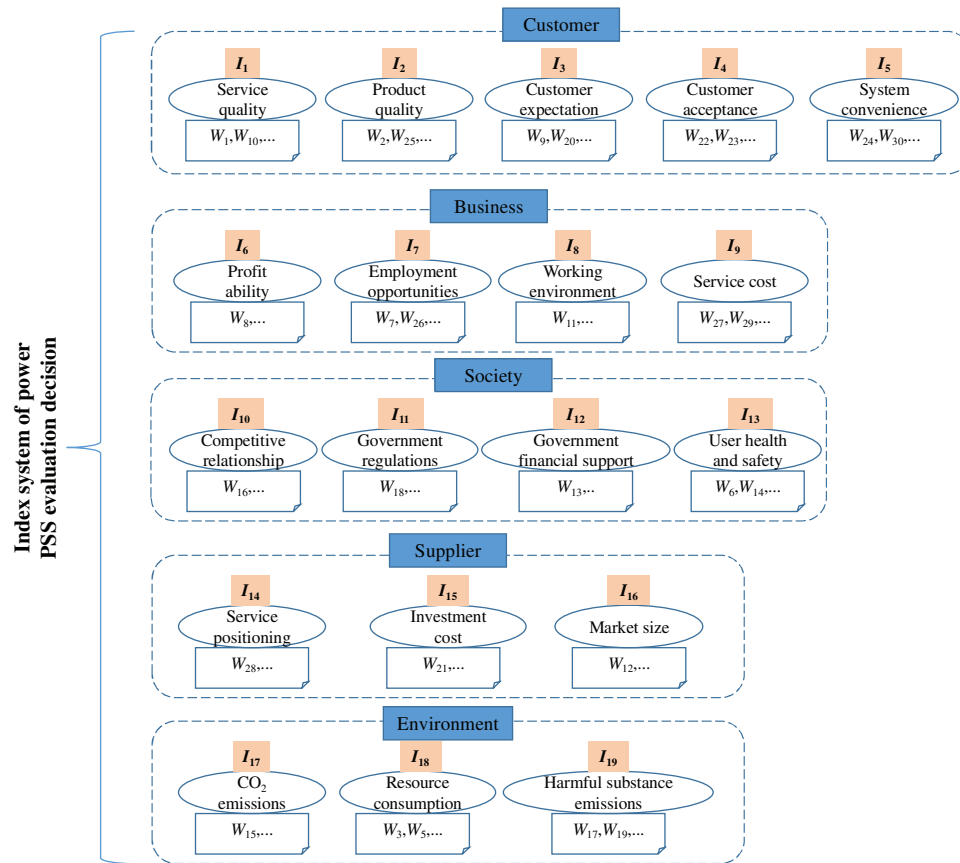 Index system of power
PSS evaluation decision
Customer
I₁ I₂ I₃ I₄ I₅
Service quality
Product quality
Customer expectation
Customer acceptance
System convenience
W₁,W₁₀,...
W₂,W₂₅,...
W₉,W₂₀,...
W₂₂,W₂₃,...
W₂₄,W₃₀,...
Business
I₆ I₇ I₈ I₉
Profit ability
Employment opportunities
Working environment
Service cost
W₈,...
W₇,W₂₆,...
W₁₁,...
W₂₇,W₂₉,...
Society
I₁₀ I₁₁ I₁₂ I₁₃
Competitive relationship
Government regulations
Government financial support
User health and safety
W₁₆,...
W₁₈,...
W₁₃,..
W₆,W₁₄,...
Supplier
I₁₄ I₁₅ I₁₆
Service positioning
Investment cost
Market size
W₂₈,...
W₂₁,...
W₁₂,...
Environment
I₁₇ I₁₈ I₁₉
CO₂ emissions
Resource consumption
Harmful substance emissions
W₁₅,...
W₃,W₅,...
W₁₇,W₁₉,...